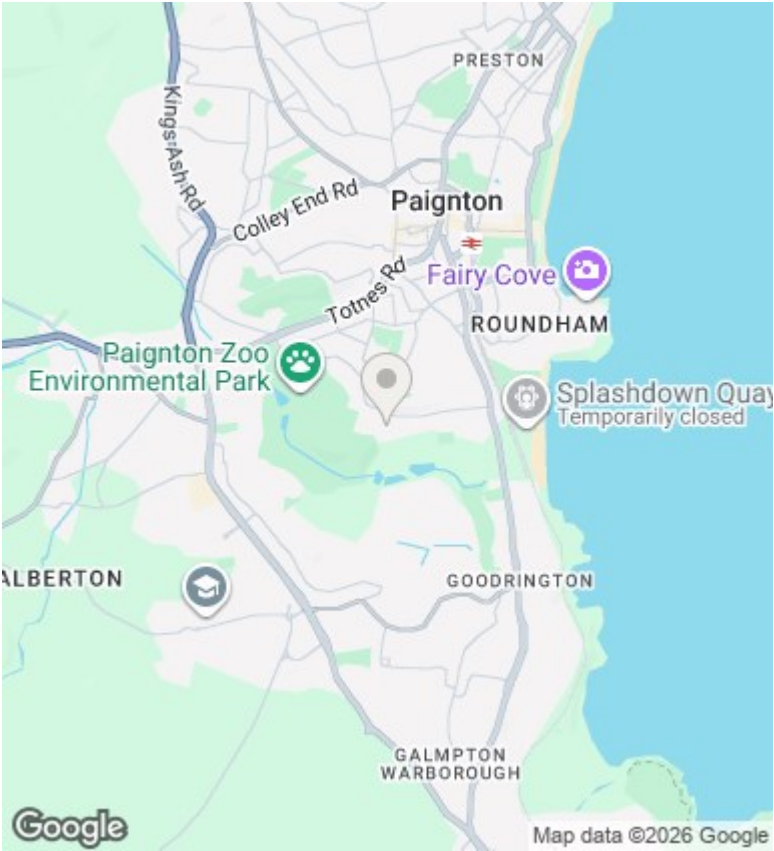 PRESTON
Kings Ash Rd
Colley End Rd
Paignton
Totnes Rd
Fairy Cove
ROUNDHAM
Paignton Zoo
Environmental Park
Splashdown Quay
Temporarily closed
ALBERTON
GOODRINGTON
GALMPTON
WARBOROUGH
Google
Map data ©2026 Google